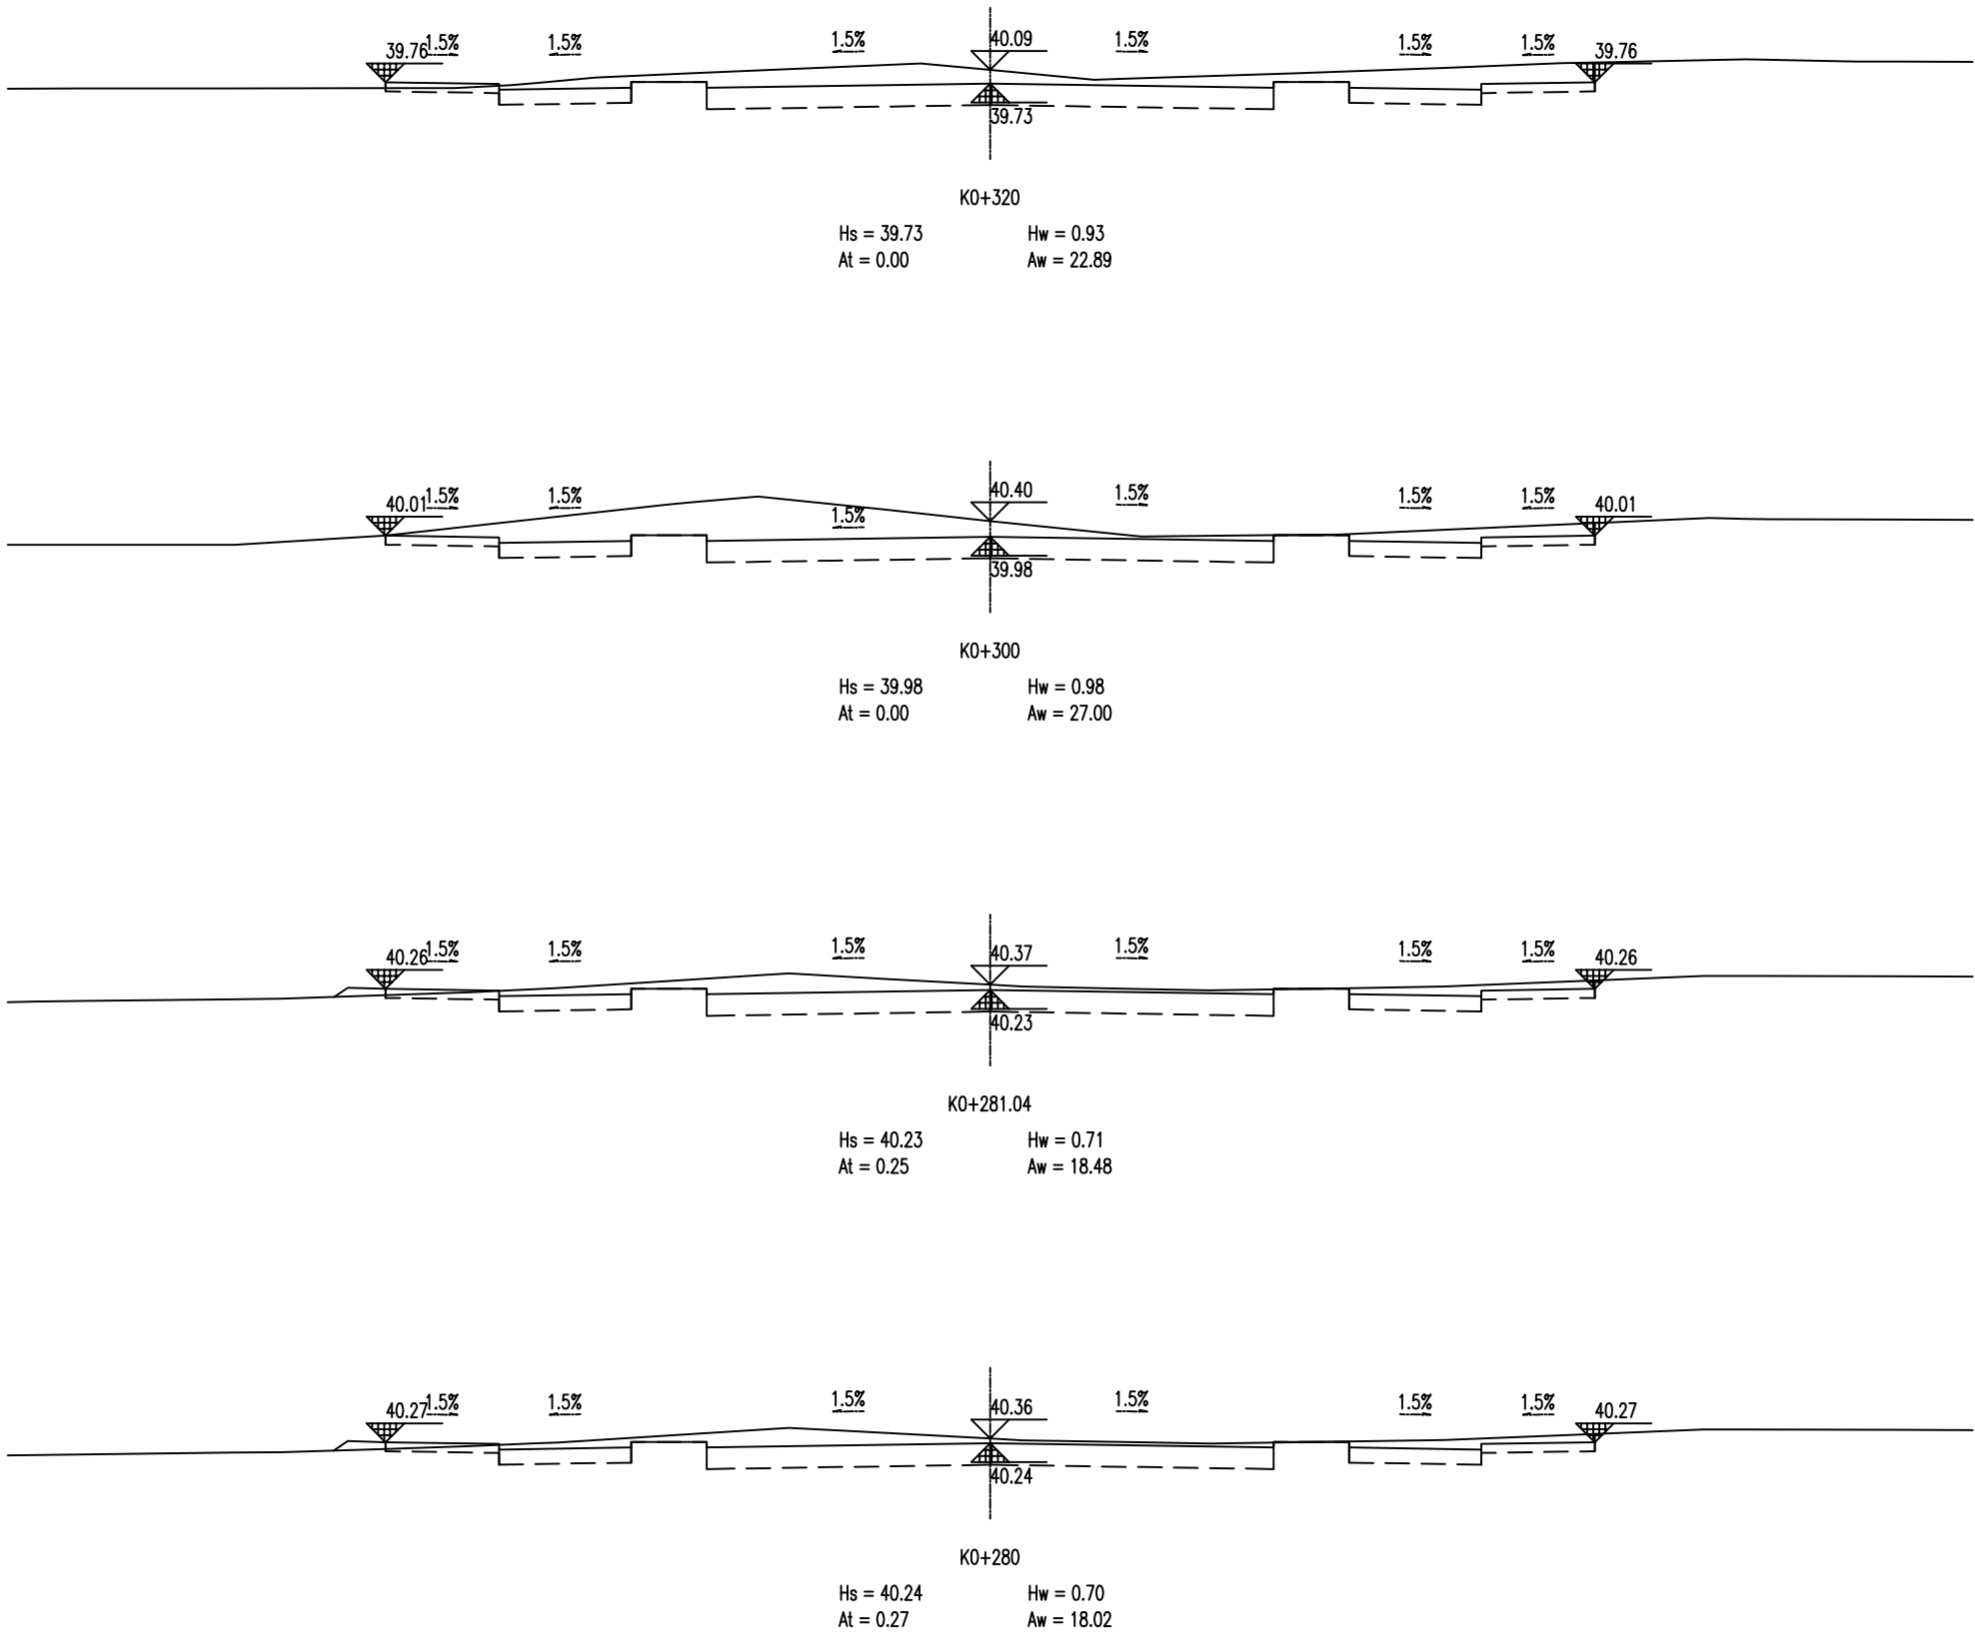 39.76 1.5% 1.5% 1.5% 40.09 1.5% 1.5% 1.5% 39.76
39.73
K0+320
Hs = 39.73 Hw = 0.93
At = 0.00 Aw = 22.89
40.01 1.5% 1.5% 40.40 1.5% 1.5% 1.5% 40.01
1.5%
39.98
K0+300
Hs = 39.98 Hw = 0.98
At = 0.00 Aw = 27.00
40.26 1.5% 1.5% 1.5% 40.37 1.5% 1.5% 1.5% 40.26
40.23
K0+281.04
Hs = 40.23 Hw = 0.71
At = 0.25 Aw = 18.48
40.27 1.5% 1.5% 1.5% 40.36 1.5% 1.5% 1.5% 40.27
40.24
K0+280
Hs = 40.24 Hw = 0.70
At = 0.27 Aw = 18.02